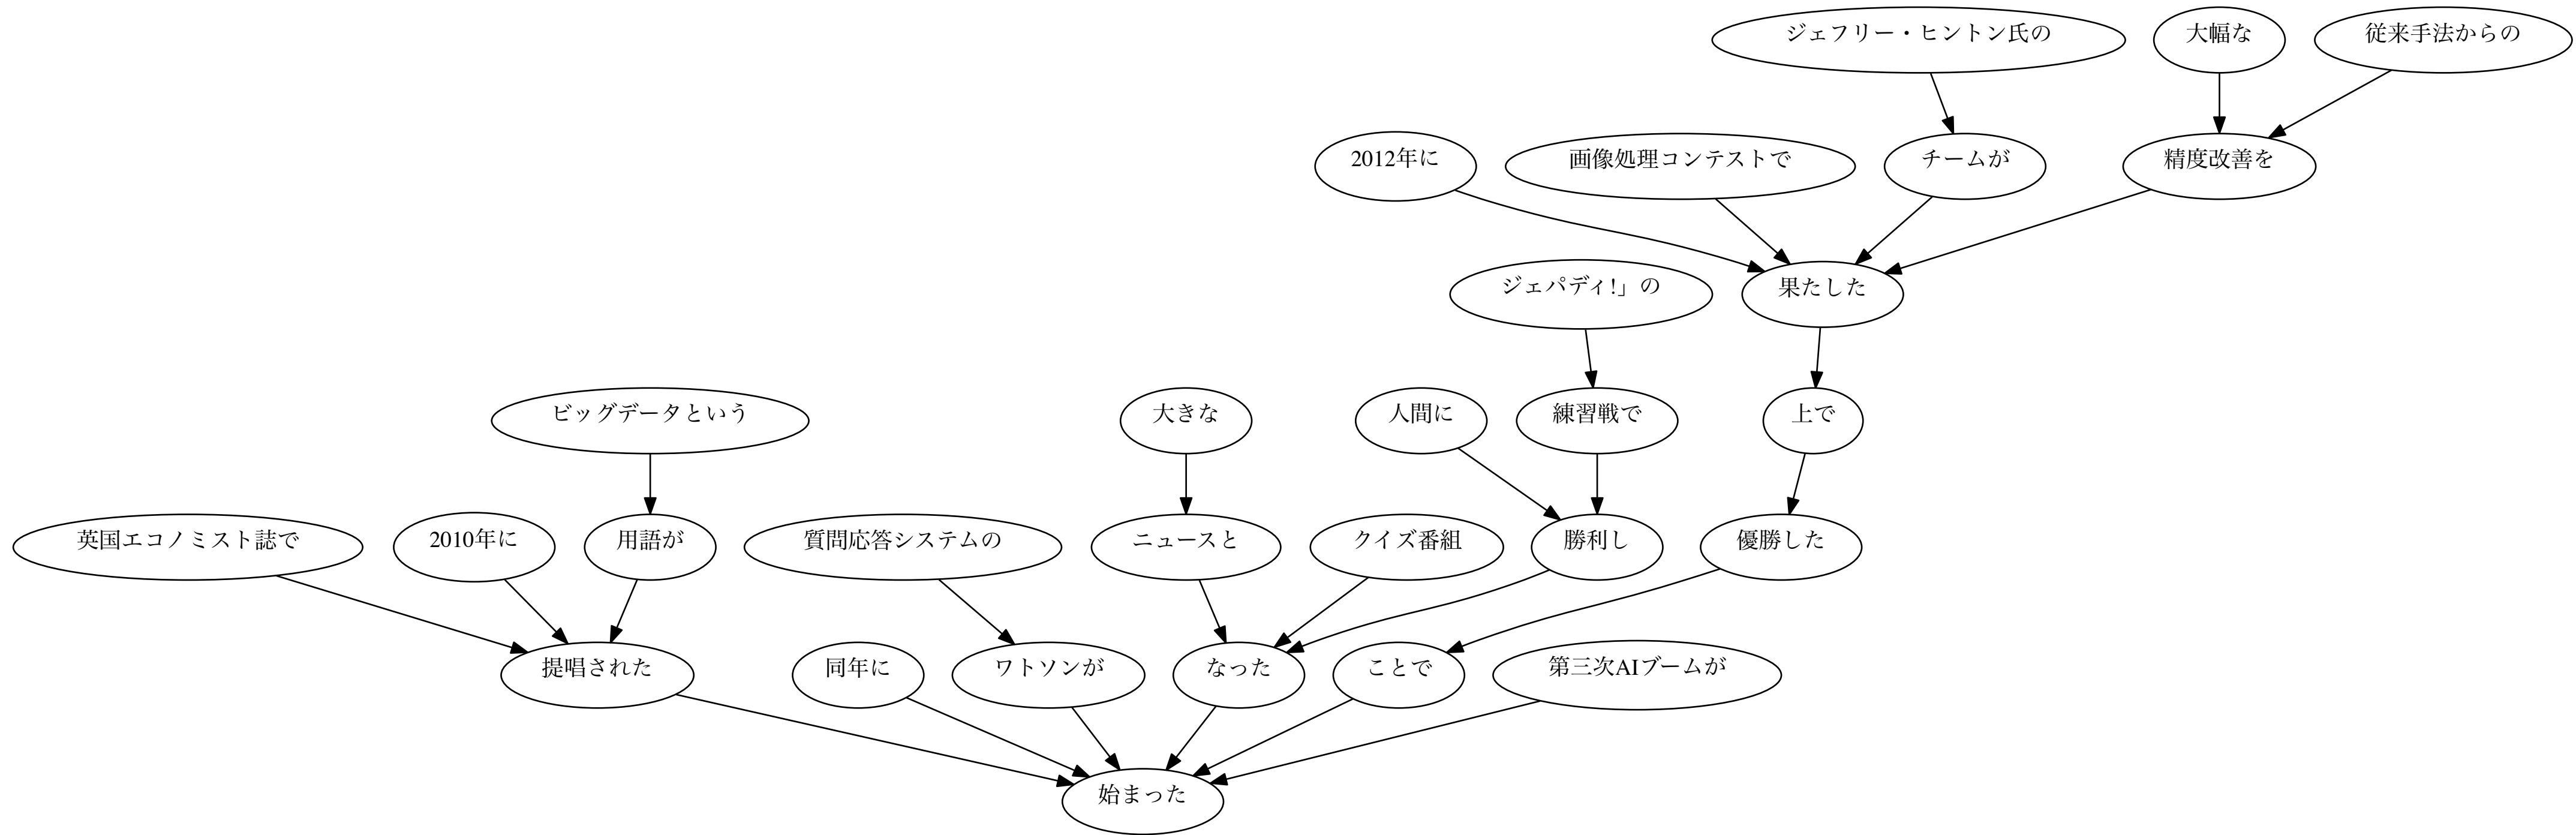 ジェフリー・ヒントン氏の
大幅な
従来手法からの
2012年に
画像処理コンテストで
チームが
精度改善を
ジェパディ!」の
果たした
ビッグデータという
大きな
人間に
練習戦で
上で
英国エコノミスト誌で
2010年に
用語が
質問応答システムの
ニュースと
クイズ番組
勝利し
優勝した
提唱された
同年に
ワトソンが
なった
ことで
第三次AIブームが
始まった